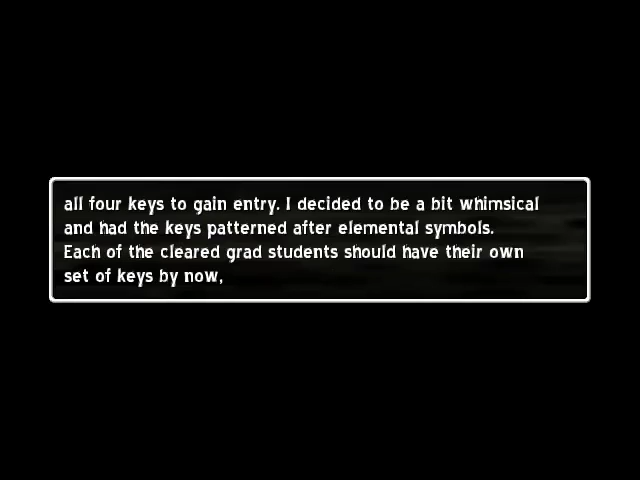 all four keys to gain entry. I decided to be a bit whimsical
and had the keys patterned after elemental symbols.
Each of the cleared grad students should have their own
set of keys by now,